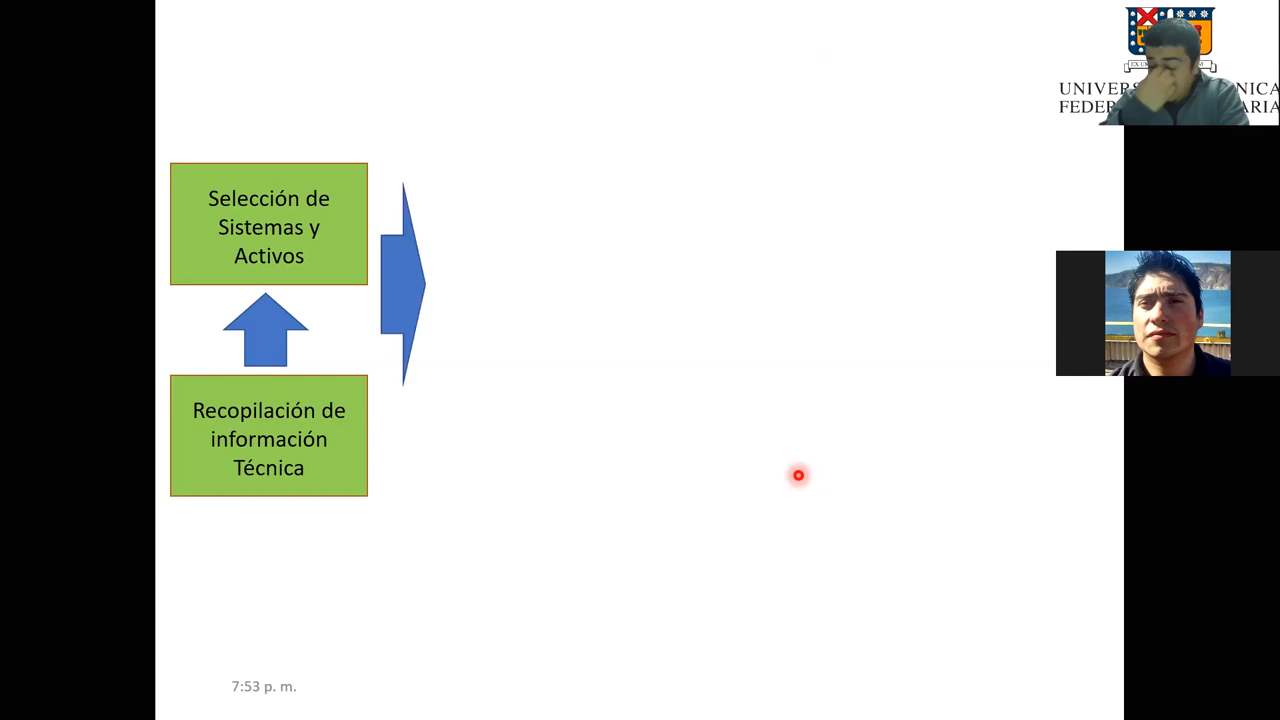 Selección de
Sistemas y
Activos
Recopilación de
información
Técnica
7:53 p. m.